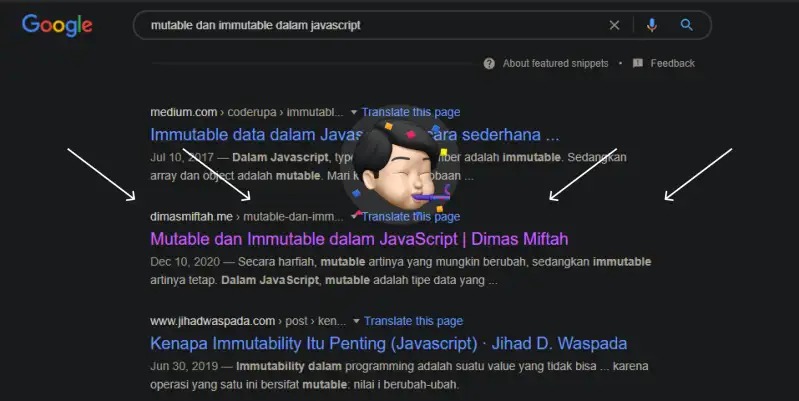 Google
mutable dan immutable dalam javascript
About featured snippets • Feedback
medium.com › coderupa › immutabl... Translate this page
Immutable data dalam Javas cara sederhana ...
Jul 10, 2017 — Dalam Javascript, type mber adalah immutable. Sedangkan
array dan object adalah mutable. Mari k baan ...
dimasmiftah.me › mutable-dan-imm... Translate this page
Mutable dan Immutable dalam JavaScript | Dimas Miftah
Dec 10, 2020 — Secara harfiah, mutable artinya yang mungkin berubah, sedangkan immutable
artinya tetap. Dalam JavaScript, mutable adalah tipe data yang ...
www.jihadwaspada.com › post › ken... Translate this page
Kenapa Immutability Itu Penting (Javascript) · Jihad D. Waspada
Jun 30, 2019 — Immutability dalam programming adalah suatu value yang tidak bisa ... karena
operasi yang satu ini bersifat mutable: nilai i berubah-ubah.